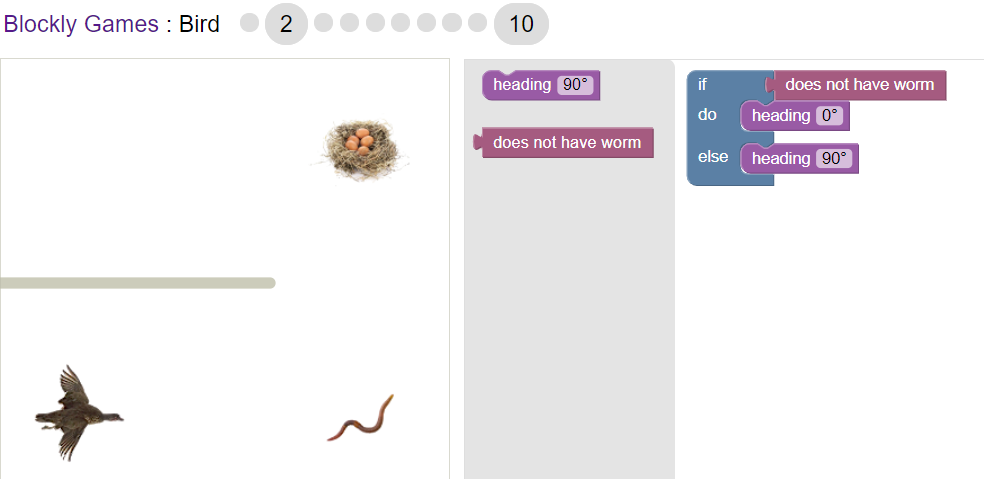 Blockly Games : Bird 2 10
heading 90°
does not have worm
if does not have worm
do heading 0°
else heading 90°